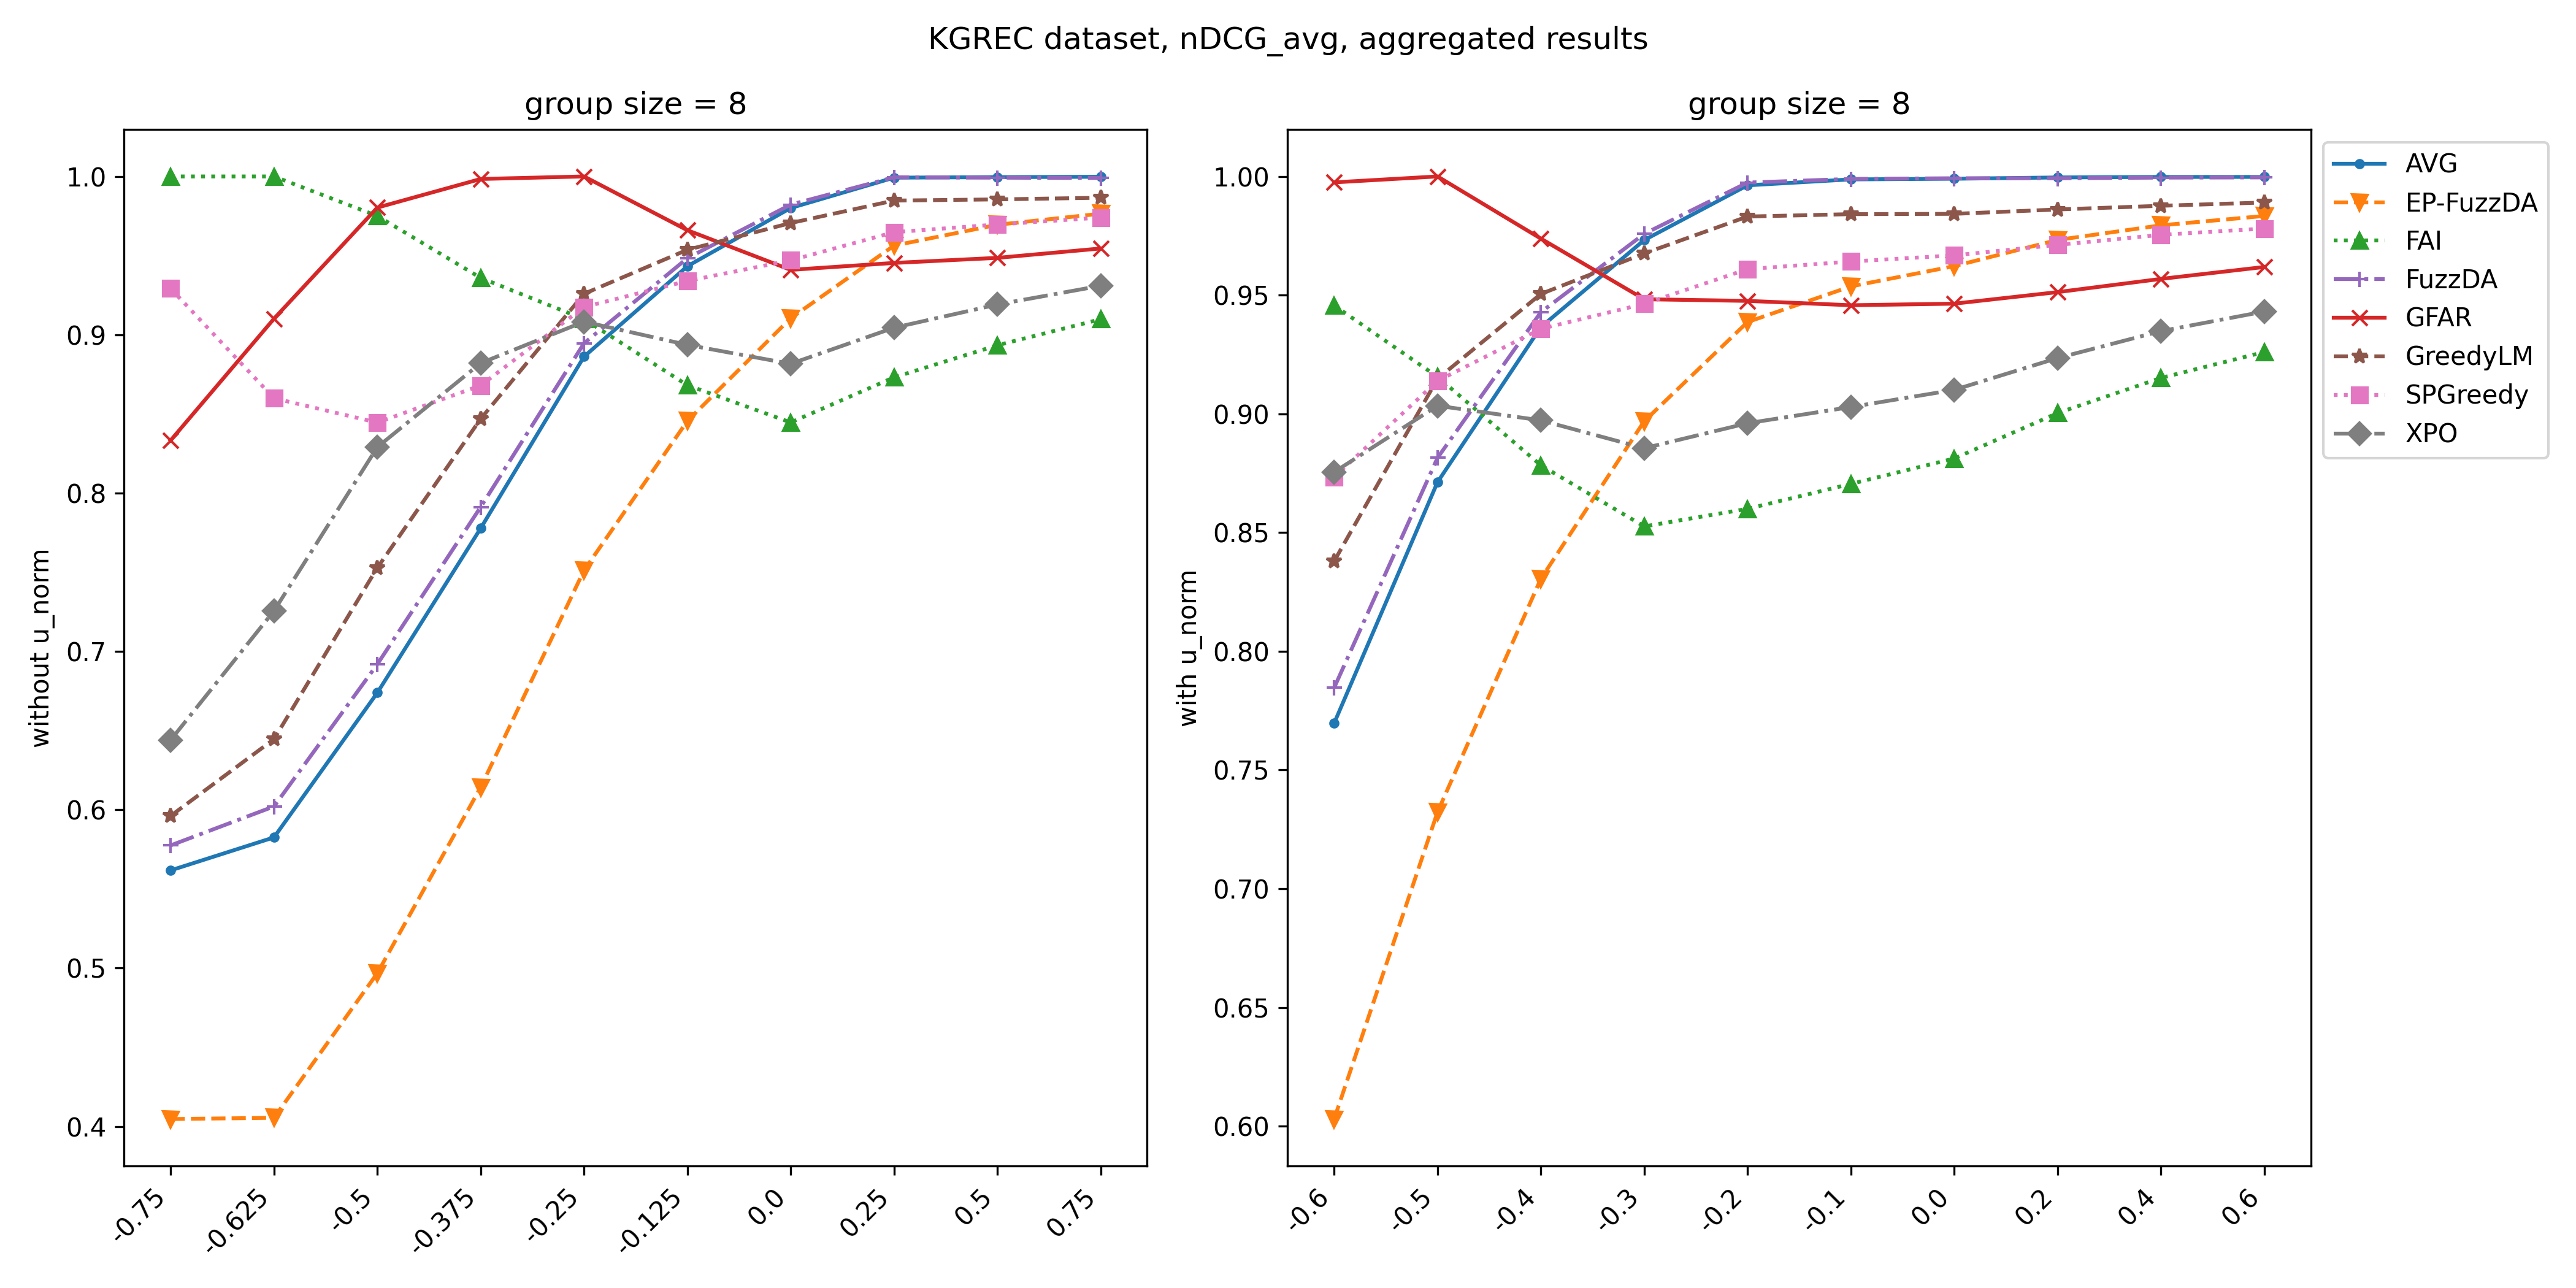 KGREC dataset, nDCG_avg, aggregated results
group size = 8
without u_norm
1.0
0.9
0.8
0.7
0.6
0.5
0.4
-0.75
-0.625
-0.5
-0.375
-0.25
-0.125
0.0
0.25
0.5
0.75
group size = 8
with u_norm
1.00
0.95
0.90
0.85
0.80
0.75
0.70
0.65
0.60
-0.6
-0.5
-0.4
-0.3
-0.2
-0.1
0.0
0.2
0.4
0.6
AVG
EP-FuzzDA
FAI
FuzzDA
GFAR
GreedyLM
SPGreedy
XPO